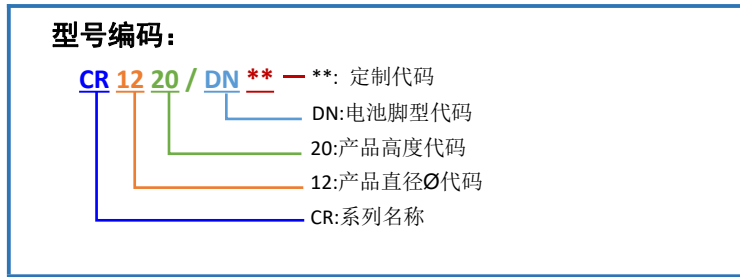 型号编码：
CR 12 20 / DN ** — **: 定制代码
DN:电池脚型代码
20:产品高度代码
12:产品直径Ø代码
CR:系列名称